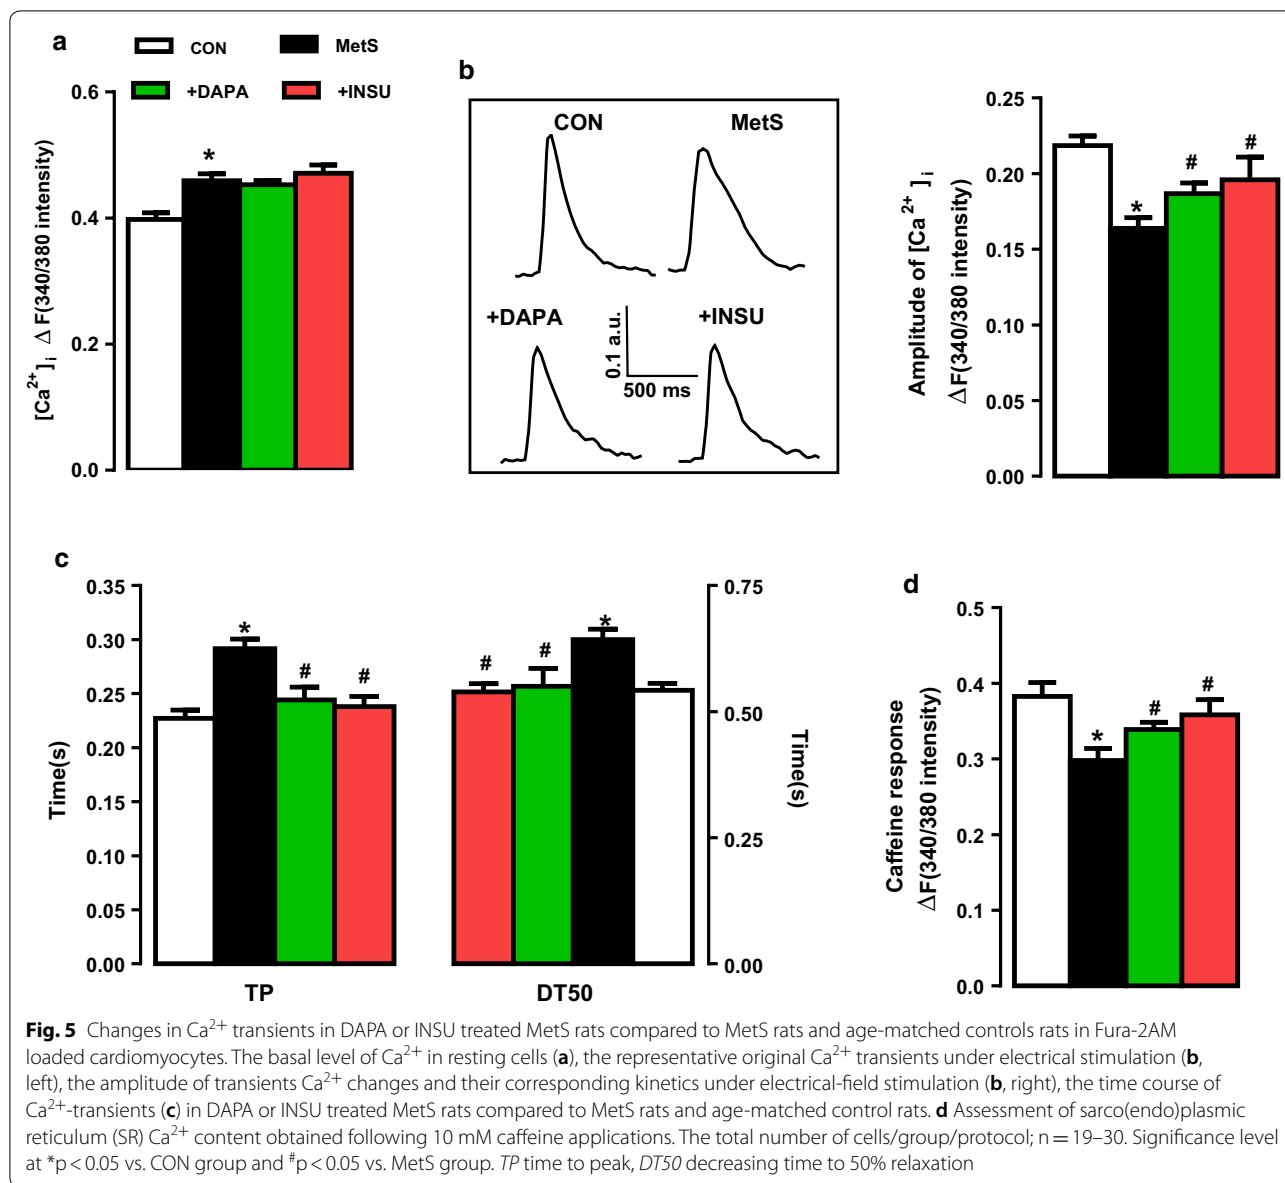 a
CON
MetS
+DAPA
+INSU
[Ca²⁺]ᵢ Δ F(340/380 intensity)
0.6
0.4
0.2
0.0
b
CON
MetS
+DAPA
+INSU
0.1 a.u.
500 ms
Amplitude of [Ca²⁺]ᵢ
ΔF(340/380 intensity)
0.25
0.20
0.15
0.10
0.05
0.00
*
*
#
#
c
Time(s)
0.35
0.30
0.25
0.20
0.15
0.10
0.05
0.00
*
#
#
#
#
*
TP
DT50
0.75
0.50
0.25
0.00
Time(s)
d
Caffeine response
ΔF(340/380 intensity)
0.5
0.4
0.3
0.2
0.1
0.0
*
#
#
Fig. 5 Changes in Ca²⁺ transients in DAPA or INSU treated MetS rats compared to MetS rats and age-matched controls rats in Fura-2AM
loaded cardiomyocytes. The basal level of Ca²⁺ in resting cells (a), the representative original Ca²⁺ transients under electrical stimulation (b,
left), the amplitude of transients Ca²⁺ changes and their corresponding kinetics under electrical-field stimulation (b, right), the time course of
Ca²⁺-transients (c) in DAPA or INSU treated MetS rats compared to MetS rats and age-matched control rats. d Assessment of sarco(endo)plasmic
reticulum (SR) Ca²⁺ content obtained following 10 mM caffeine applications. The total number of cells/group/protocol; n = 19–30. Significance level
at *p < 0.05 vs. CON group and #p < 0.05 vs. MetS group. TP time to peak, DT50 decreasing time to 50% relaxation